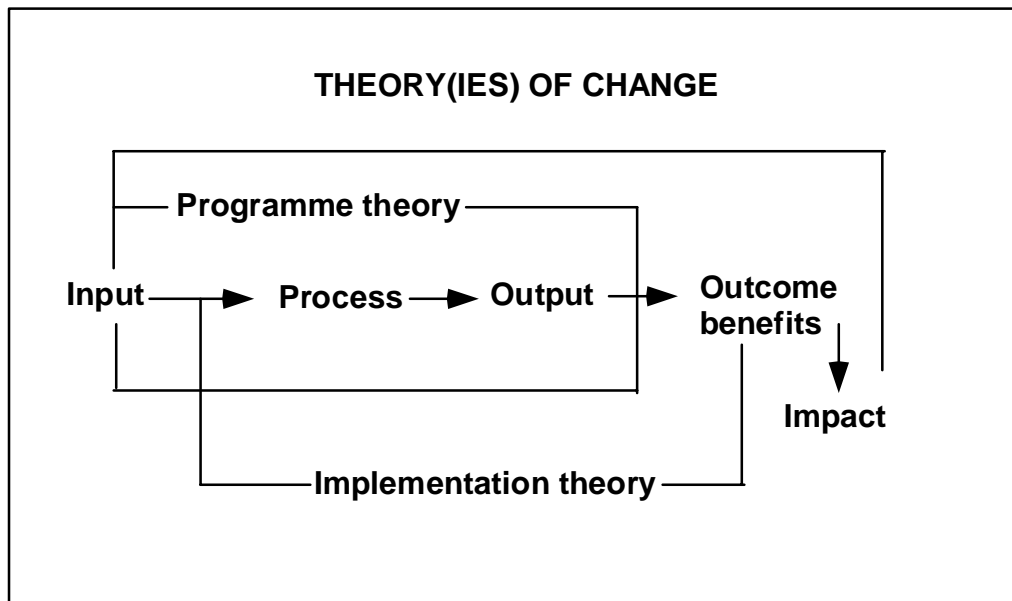 THEORY(IES) OF CHANGE
Programme theory
Input
Process
Output
Outcome
benefits
Impact
Implementation theory